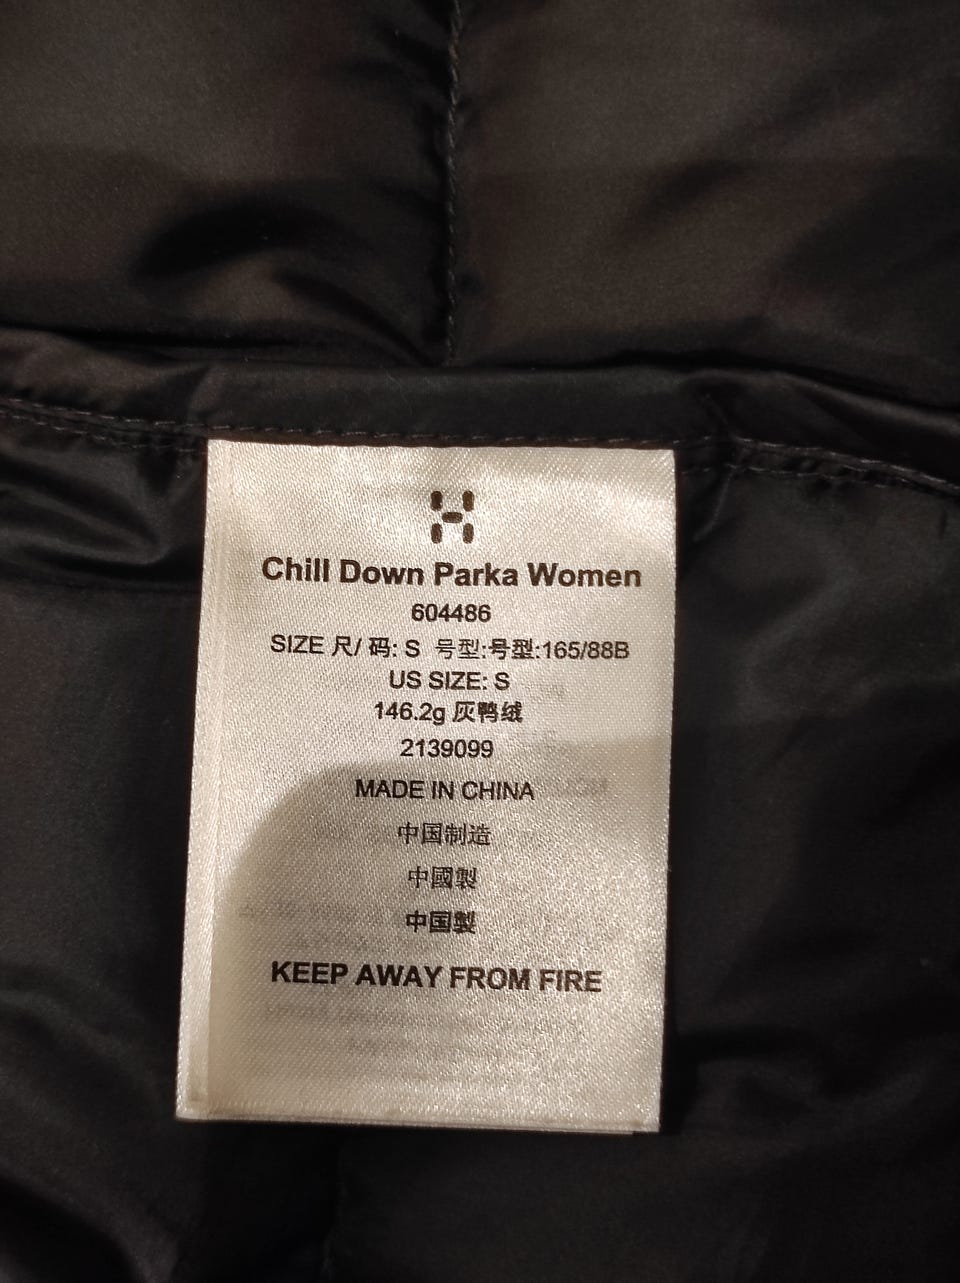 Chill Down Parka Women
604486
SIZE 尺/ 码: S 号型:号型:165/88B
US SIZE: S
146.2g 灰鸭绒
2139099
MADE IN CHINA
中国制造
中國製
中国製
KEEP AWAY FROM FIRE